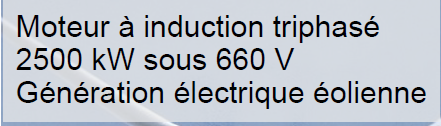 Moteur à induction triphasé
2500 kW sous 660 V
Génération électrique éolienne